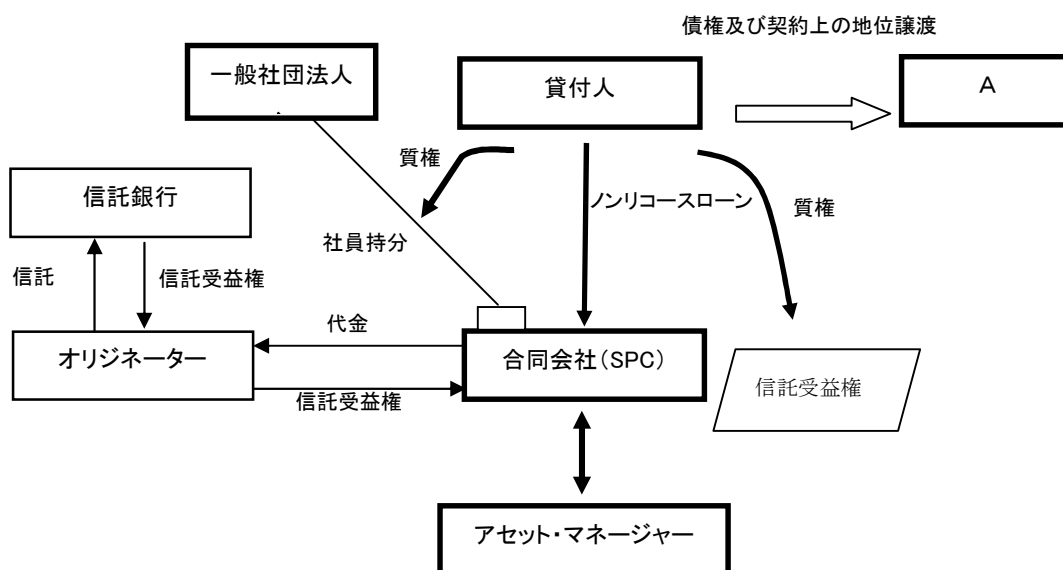 債権及び契約上の地位譲渡
一般社団法人
貸付人
A
質権
ノンリコースローン
質権
信託銀行
社員持分
信託
信託受益権
代金
オリジネーター
合同会社(SPC)
信託受益権
信託受益権
アセット・マネージャー